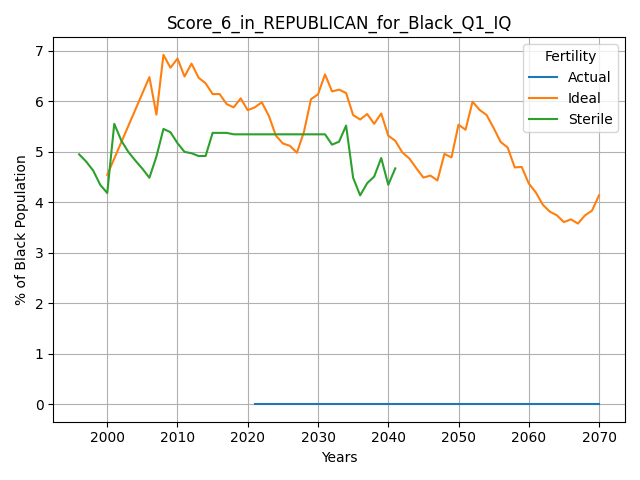 Score_6_in_REPUBLICAN_for_Black_Q1_IQ
Fertility
Actual
Ideal
Sterile
% of Black Population
7
6
5
4
3
2
1
0
2000 2010 2020 2030 2040 2050 2060 2070
Years